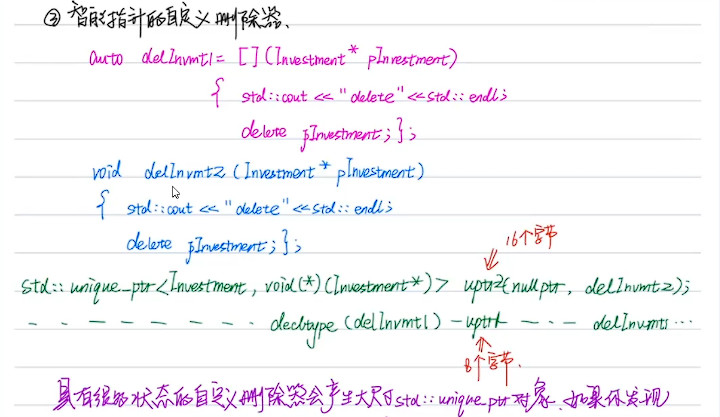 ② 智能指针的自定义删除器.
auto delInvmt1 = [](Investment* pInvestment)
{ std::cout << "delete" << std::endl;
delete pInvestment; };
void delInvmt2 (Investment* pInvestment)
{ std::cout << "delete" << std::endl;
delete pInvestment; };
16个字节
std::unique_ptr<Investment, void(*)(Investment*)> uptr2(nullptr, delInvmt2);
- - - - - - - - decltype (delInvmt1) - uptr1 - - - delInvmt1 ...
8个字节.
具有很多状态的自定义删除器会产生大尺寸std::unique_ptr对象. 如果你发现